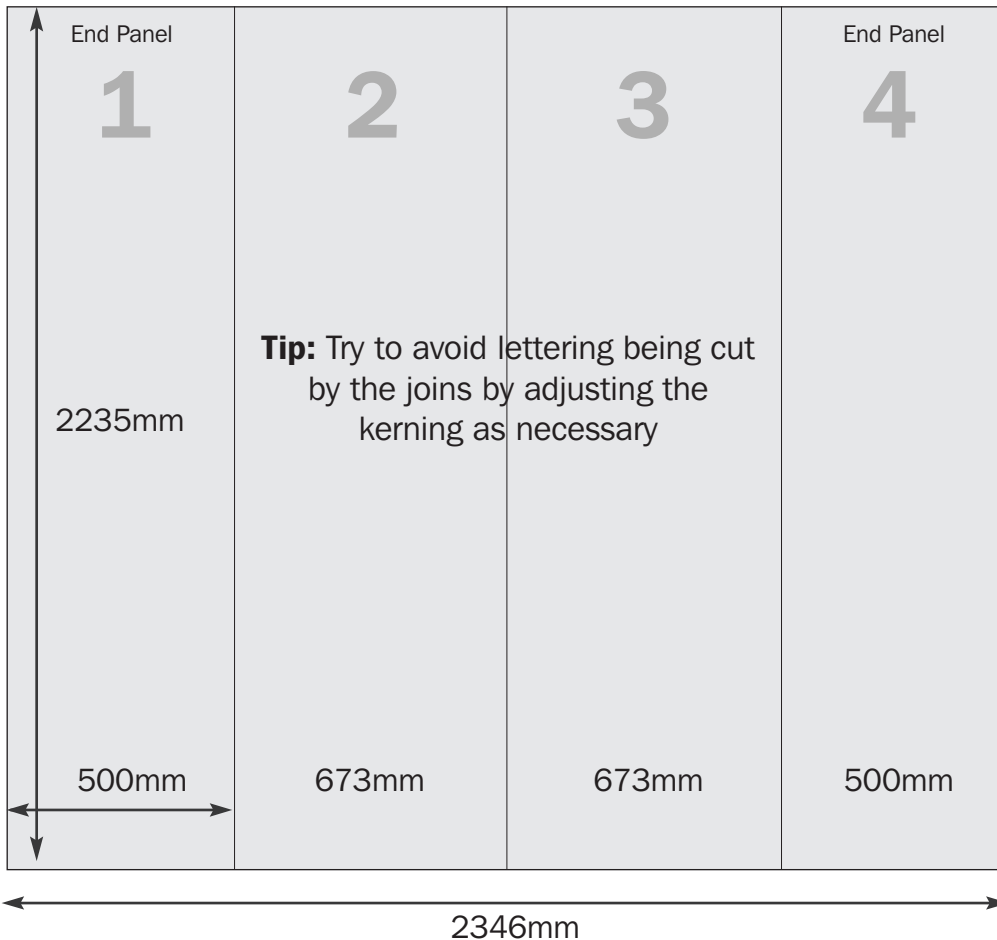 End Panel
End Panel
1
2
3
4
Tip: Try to avoid lettering being cut
by the joins by adjusting the
kerning as necessary
2235mm
500mm
673mm
673mm
500mm
2346mm